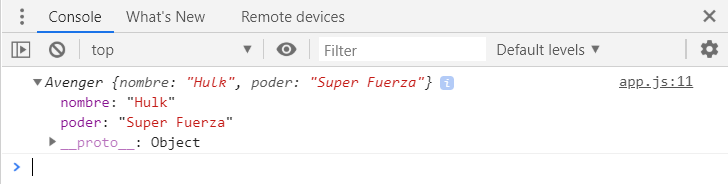 Console What's New Remote devices
top Filter Default levels
Avenger {nombre: "Hulk", poder: "Super Fuerza"} i app.js:11
nombre: "Hulk"
poder: "Super Fuerza"
__proto__: Object